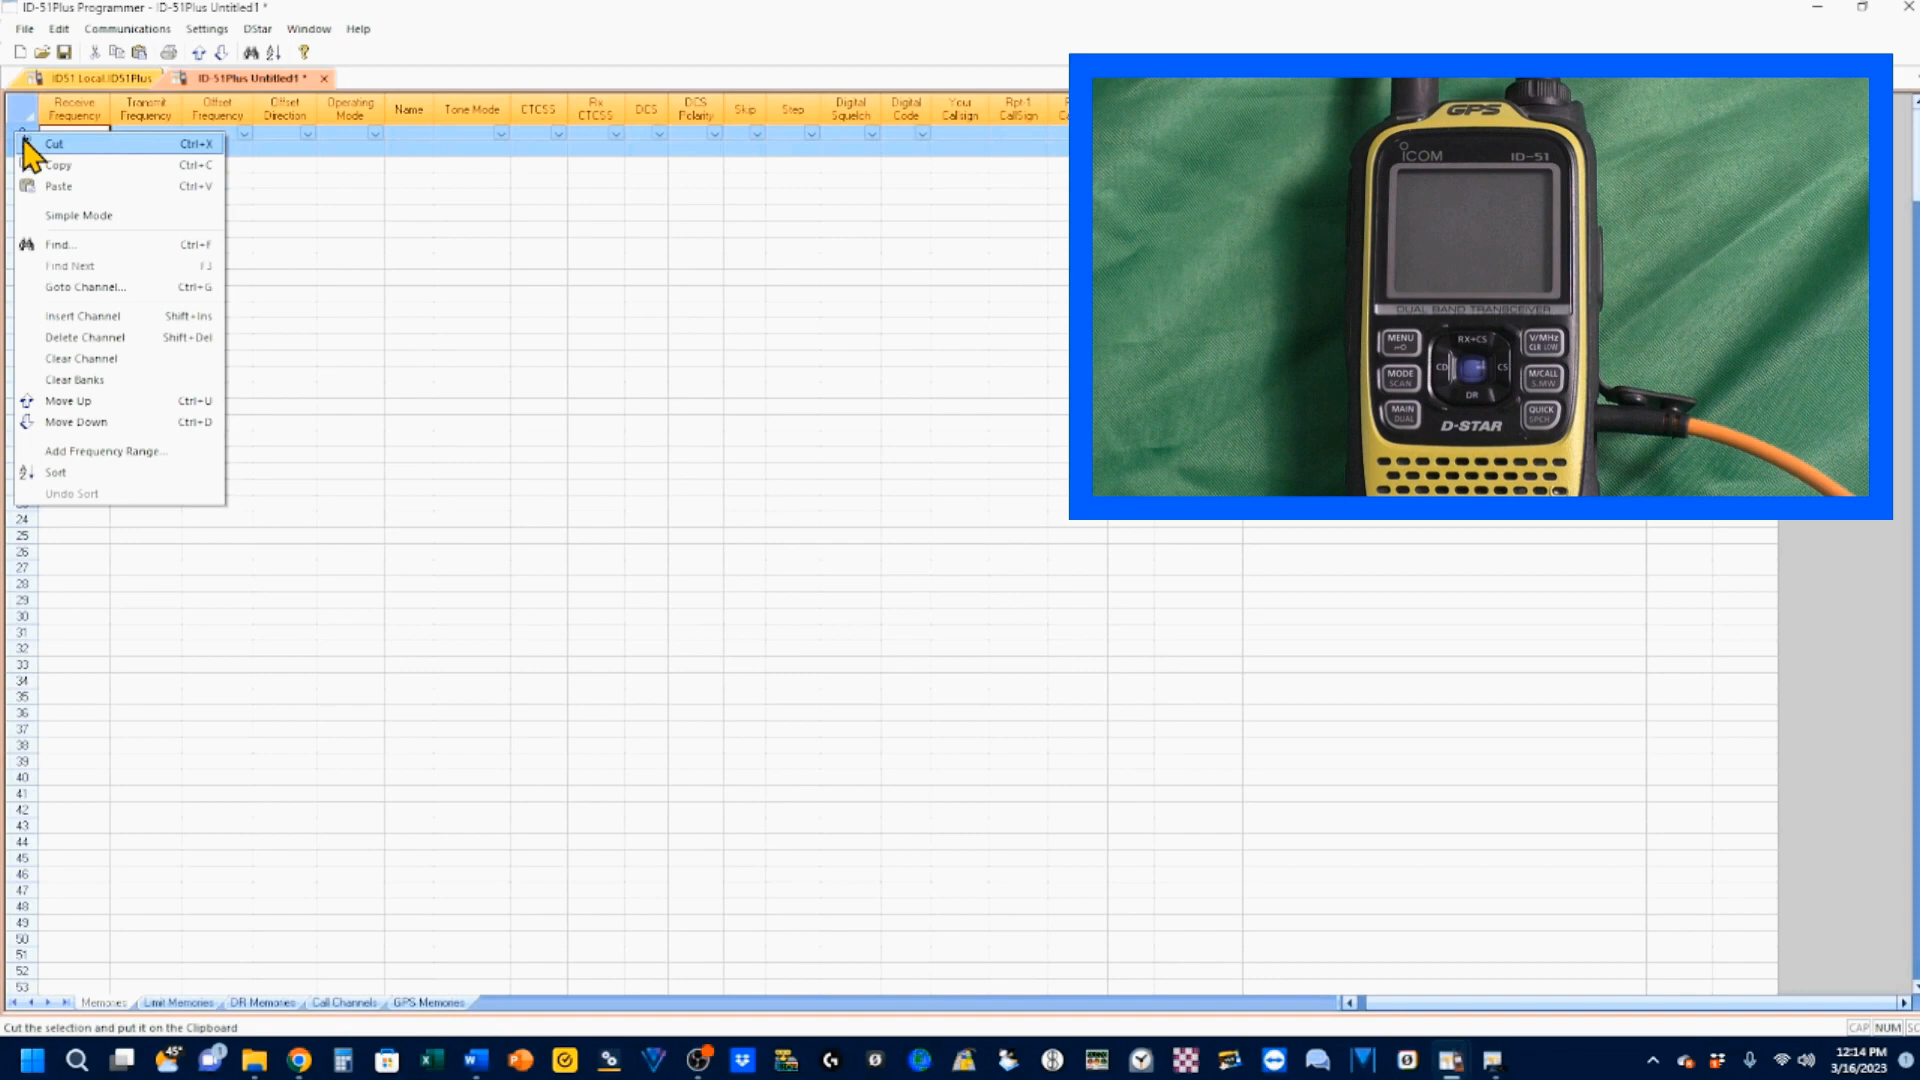 ID-51Plus Programmer - ID-51Plus Untitled1 *
File Edit Communications Settings DStar Window Help
ID51 Local.ID51Plus ID-51Plus Untitled1 *
Receive Frequency Transmit Frequency Offset Frequency Offset Direction Operating Mode Name Tone Mode CTCSS Rx CTCSS DCS DCS Polarity Skip Step Digital Squelch Digital Code Your Callsign Rpt-1 CallSign
Cut Ctrl+X
Copy Ctrl+C
Paste Ctrl+V
Simple Mode
Find... Ctrl+F
Find Next F3
Goto Channel... Ctrl+G
Insert Channel Shift+Ins
Delete Channel Shift+Del
Clear Channel
Clear Banks
Move Up Ctrl+U
Move Down Ctrl+D
Add Frequency Range...
Sort
Undo Sort
24
25
26
27
28
29
30
31
32
33
34
35
36
37
38
39
40
41
42
43
44
45
46
47
48
49
50
51
52
53
GPS
ICOM ID-51
DUAL BAND TRANSCEIVER
MENU RX+CS V/MHz
CLR LOW
CD CS
MODE M/CALL
SCAN S.MW
DR
MAIN QUICK
DUAL SPCH
D-STAR
Memories Limit Memories DR Memories Call Channels GPS Memories
Cut the selection and put it on the Clipboard
CAP NUM
45°
12:14 PM
3/16/2023